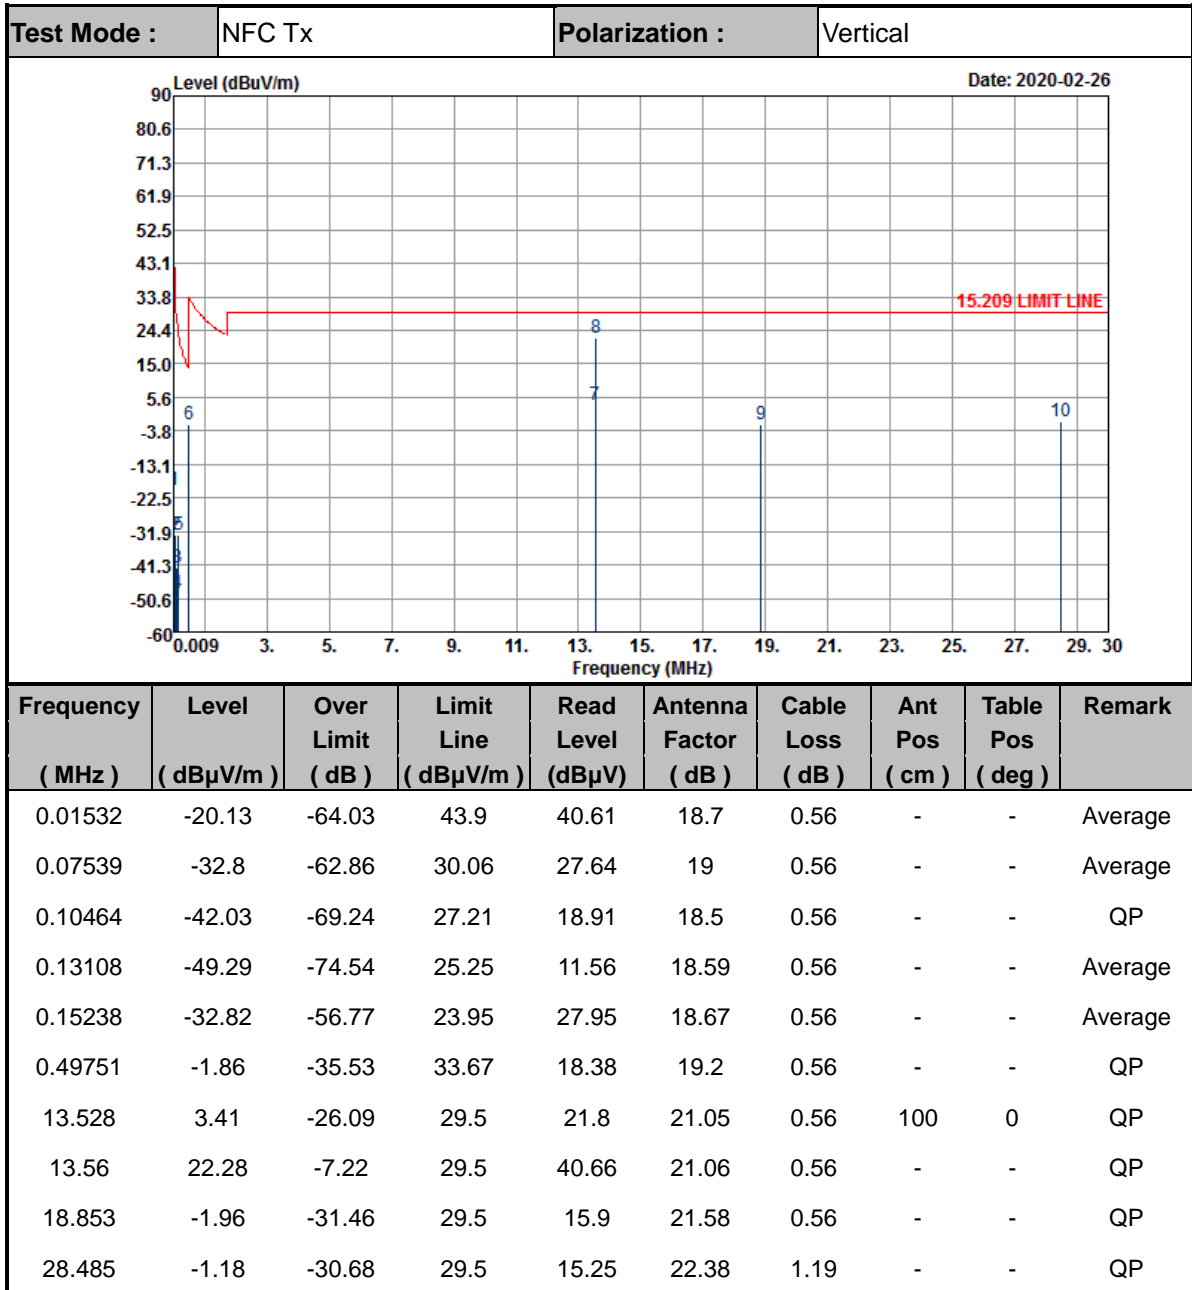 Test Mode : NFC Tx Polarization : Vertical
Level (dBuV/m) Date: 2020-02-26
90
80.6
71.3
61.9
52.5
43.1
33.8 15.209 LIMIT LINE
24.4 8
15.0
5.6 7
6 9 10
-3.8
-13.1
1
-22.5
5
-31.9
3
-41.3
4
-50.6
-60
0.009 3. 5. 7. 9. 11. 13. 15. 17. 19. 21. 23. 25. 27. 29. 30
Frequency (MHz)
Frequency Level Over Limit Read Antenna Cable Ant Table Remark
Limit Line Level Factor Loss Pos Pos
( MHz ) ( dBµV/m ) ( dB ) ( dBµV/m ) (dBµV) ( dB ) ( dB ) ( cm ) ( deg )
0.01532 -20.13 -64.03 43.9 40.61 18.7 0.56 - - Average
0.07539 -32.8 -62.86 30.06 27.64 19 0.56 - - Average
0.10464 -42.03 -69.24 27.21 18.91 18.5 0.56 - - QP
0.13108 -49.29 -74.54 25.25 11.56 18.59 0.56 - - Average
0.15238 -32.82 -56.77 23.95 27.95 18.67 0.56 - - Average
0.49751 -1.86 -35.53 33.67 18.38 19.2 0.56 - - QP
13.528 3.41 -26.09 29.5 21.8 21.05 0.56 100 0 QP
13.56 22.28 -7.22 29.5 40.66 21.06 0.56 - - QP
18.853 -1.96 -31.46 29.5 15.9 21.58 0.56 - - QP
28.485 -1.18 -30.68 29.5 15.25 22.38 1.19 - - QP